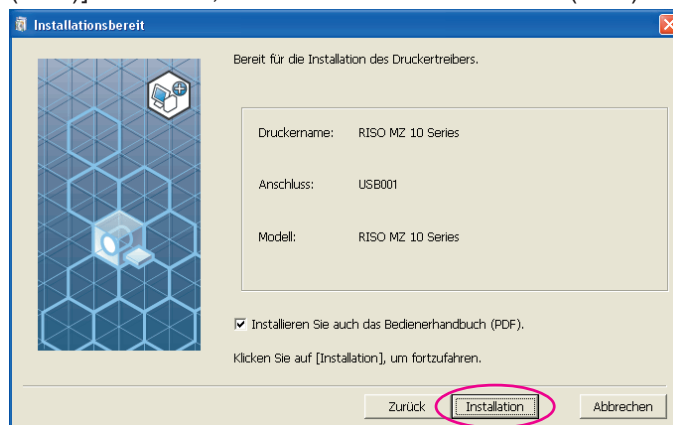 Installationsbereit
Bereit für die Installation des Druckertreibers.
Druckername: RISO MZ 10 Series
Anschluss: USB001
Modell: RISO MZ 10 Series
Installieren Sie auch das Bedienerhandbuch (PDF).
Klicken Sie auf [Installation], um fortzufahren.
Zurück Installation Abbrechen